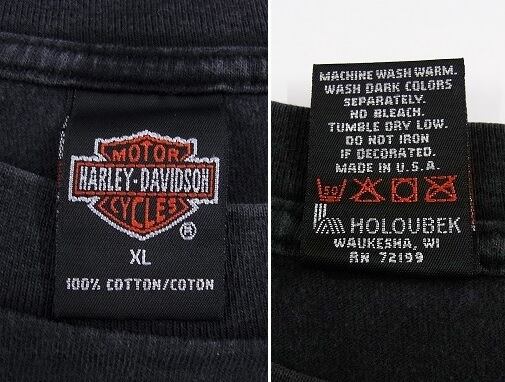 MOTOR
HARLEY-DAVIDSON
CYCLES
®
XL
100% COTTON/COTON
MACHINE WASH WARM.
WASH DARK COLORS
SEPARATELY.
NO BLEACH.
TUMBLE DRY LOW.
DO NOT IRON
IF DECORATED.
MADE IN U.S.A.
50
HOLOUBEK
WAUKESHA, WI
RN 72199